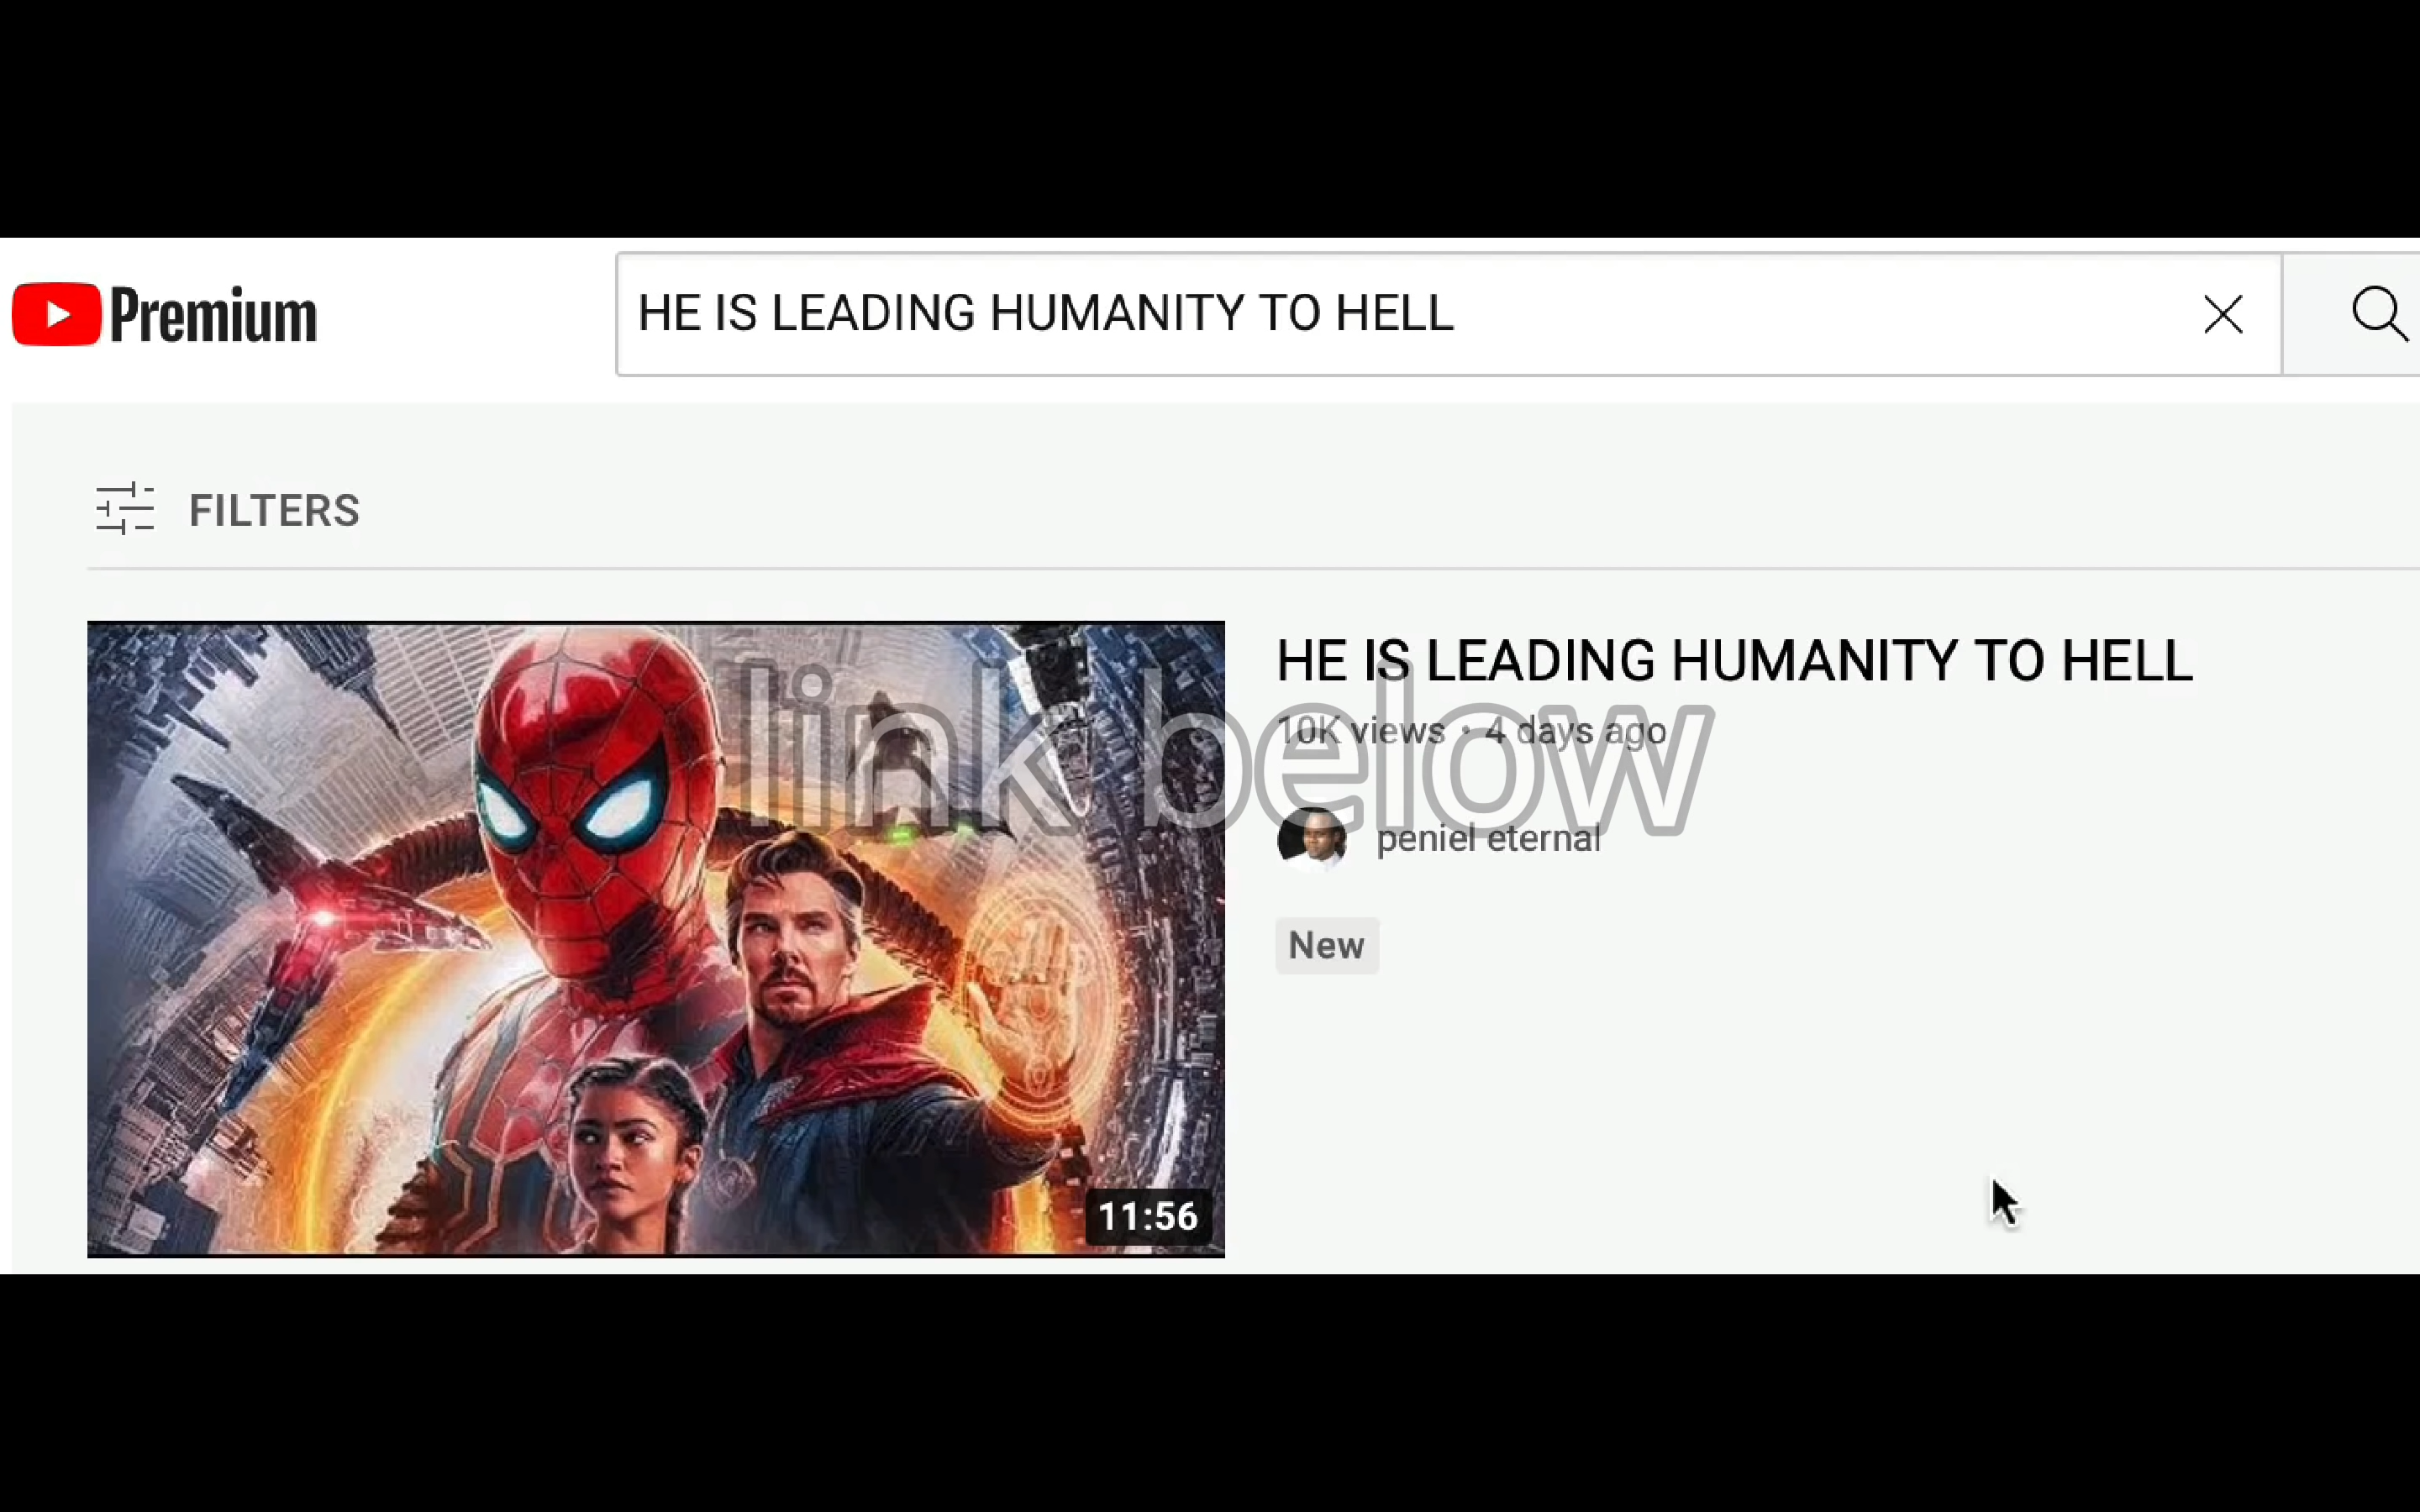 Premium
HE IS LEADING HUMANITY TO HELL
FILTERS
HE IS LEADING HUMANITY TO HELL
10K views • 4 days ago
link below
peniel eternal
New
11:56